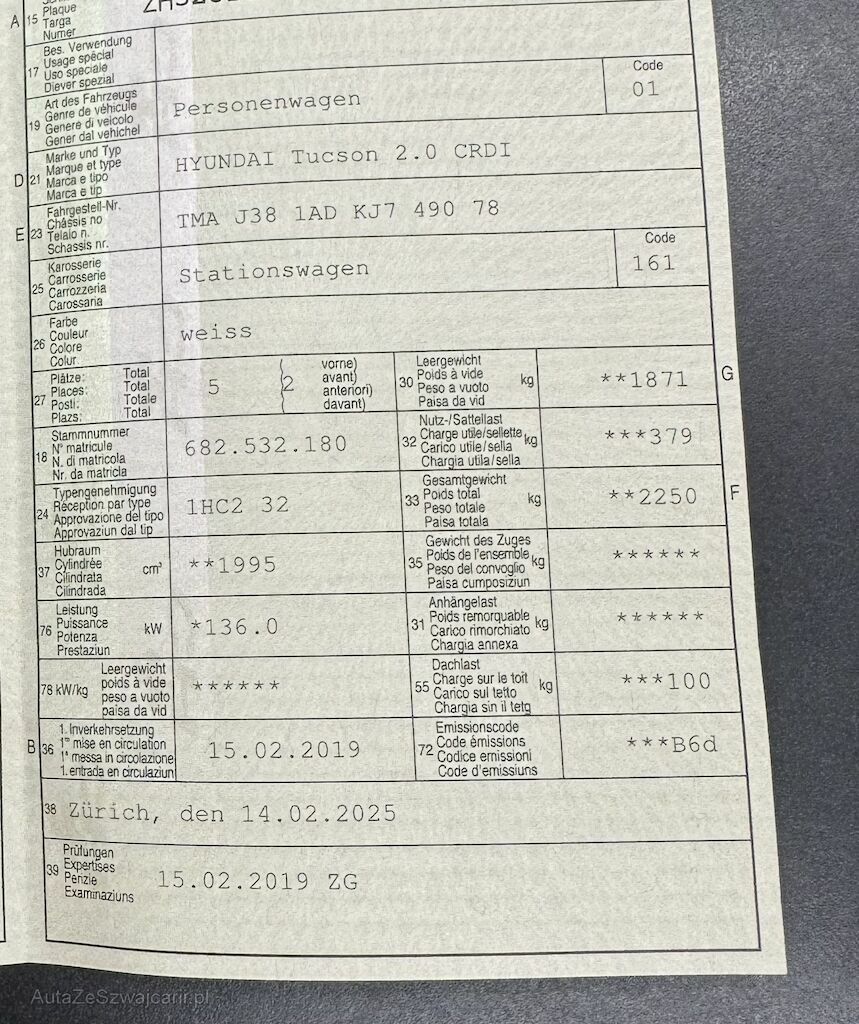 A 15 Plaque
Targa
Numer
17 Bes. Verwendung
Usage spécial
Uso speciale
Diever spezial
19 Art des Fahrzeugs
Genre de véhicule
Genere di veicolo
Gener dal vehichel
Personenwagen
Code
01
D 21 Marke und Typ
Marque et type
Marca e tipo
Marca e tip
HYUNDAI Tucson 2.0 CRDI
E 23 Fahrgestell-Nr.
Châssis no
Telaio n.
Schassis nr.
TMA J38 1AD KJ7 490 78
25 Karosserie
Carrosserie
Carrozzeria
Carossaria
Stationswagen
Code
161
26 Farbe
Couleur
Colore
Colur
weiss
27 Plätze: Total
Places: Total
Posti: Totale
Plazs: Total
5 (2 vorne)
avant)
anteriori)
davant)
30 Leergewicht
Poids à vide
Peso a vuoto
Paisa da vid
kg
**1871 G
18 Stammnummer
N° matricule
N. di matricola
Nr. da matricla
682.532.180
32 Nutz-/Sattellast
Charge utile/sellette
Carico utile/sella
Chargia utila/sella
kg
***379
24 Typengenehmigung
Réception par type
Approvazione del tipo
Approvaziun dal tip
1HC2 32
33 Gesamtgewicht
Poids total
Peso totale
Paisa totala
kg
**2250 F
37 Hubraum
Cylindrée
Cilindrata
Cilindrada
cm³
**1995
35 Gewicht des Zuges
Poids de l'ensemble
Peso del convoglio
Paisa cumposiziun
kg
******
76 Leistung
Puissance
Potenza
Prestaziun
kW
*136.0
31 Anhängelast
Poids remorquable
Carico rimorchiato
Chargia annexa
kg
******
78 kW/kg Leergewicht
poids à vide
peso a vuoto
paisa da vid
******
55 Dachlast
Charge sur le toit
Carico sul tetto
Chargia sin il tetg
kg
***100
B 36 1. Inverkehrsetzung
1re mise en circulation
1a messa in circolazione
1. entrada en circulaziun
15.02.2019
72 Emissionscode
Code émissions
Codice emissioni
Code d'emissiuns
***B6d
38 Zürich, den 14.02.2025
39 Prüfungen
Expertises
Perizie
Examinaziuns
15.02.2019 ZG
AutaZeSzwajcarii.pl